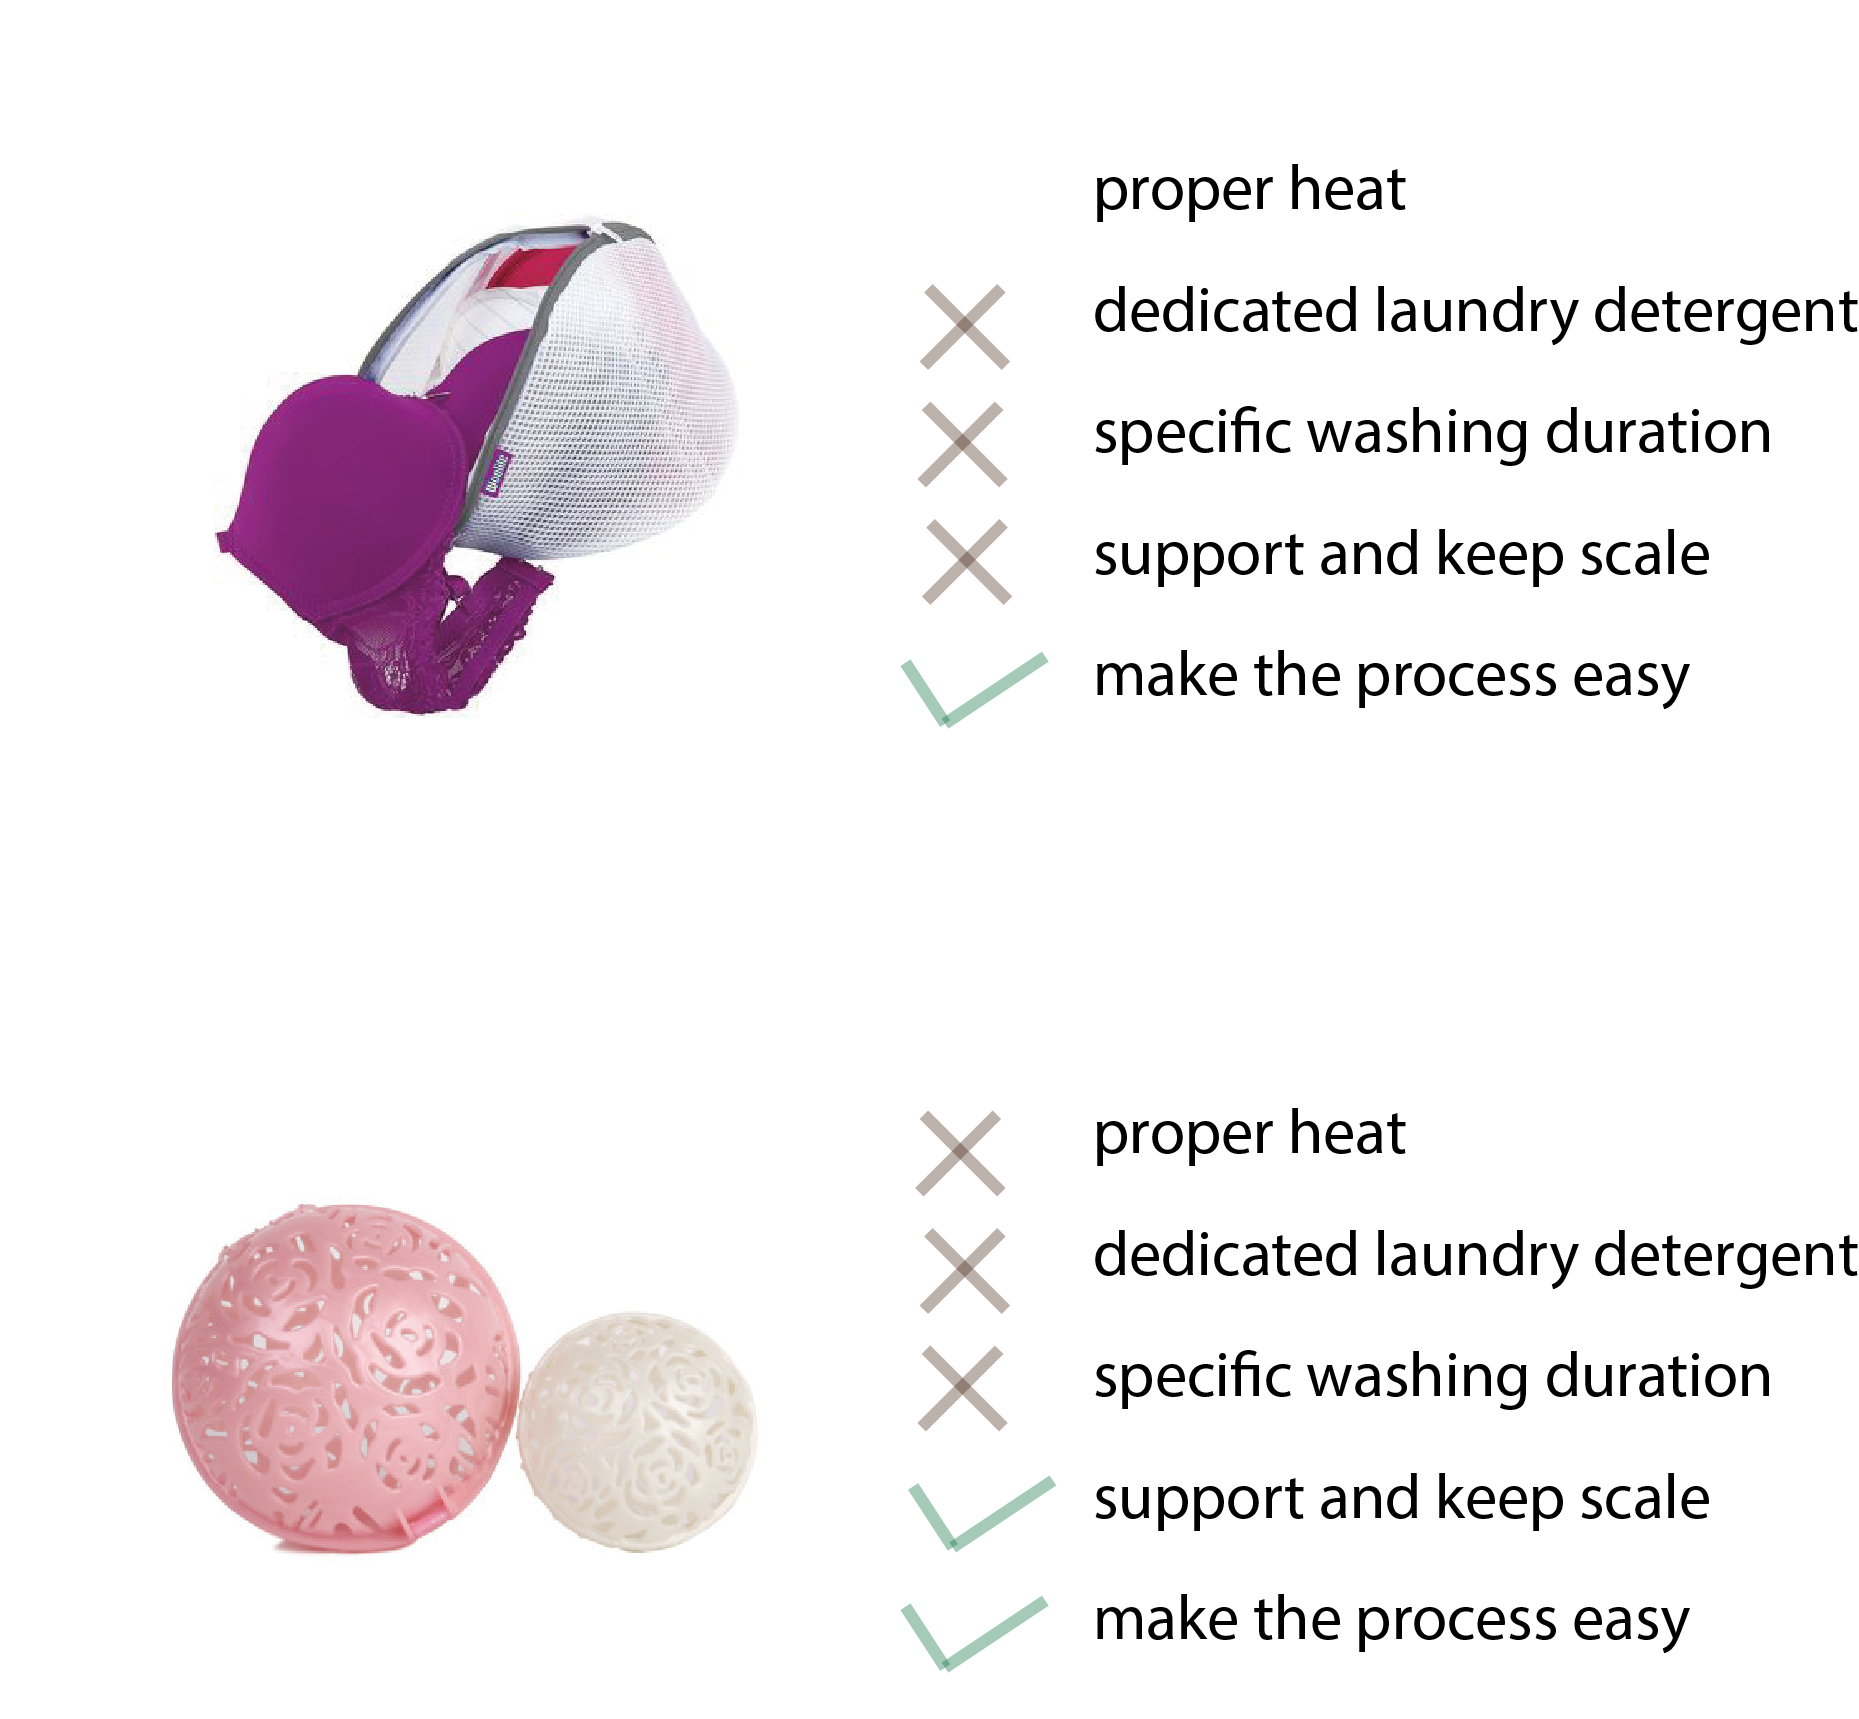 proper heat
dedicated laundry detergent
specific washing duration
support and keep scale
make the process easy
proper heat
dedicated laundry detergent
specific washing duration
support and keep scale
make the process easy